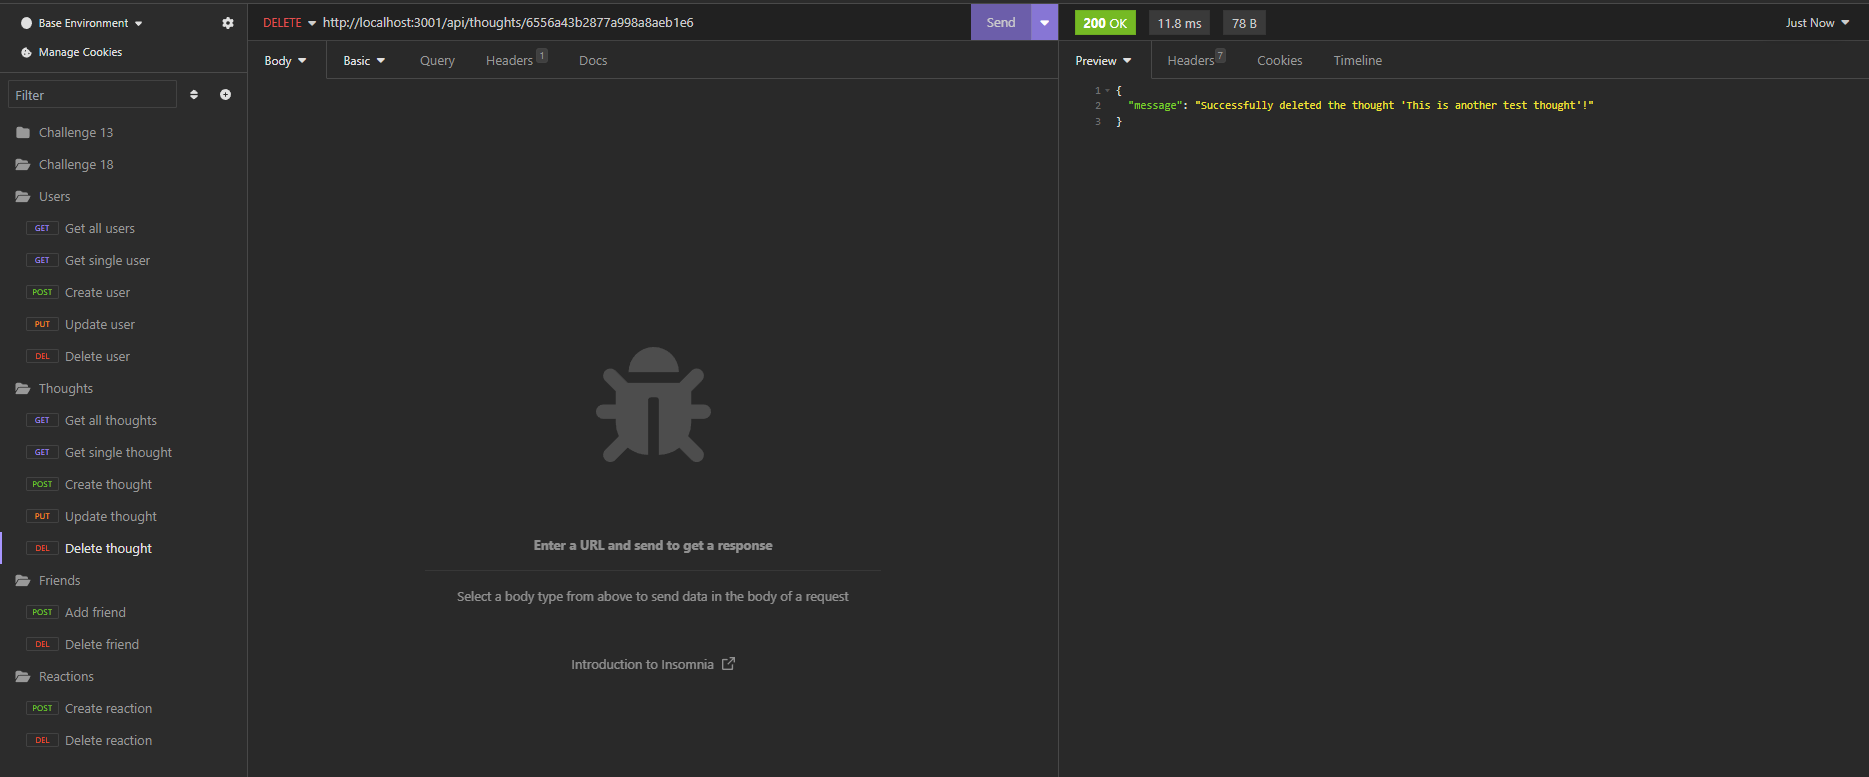 Base Environment
Manage Cookies
Filter
Challenge 13
Challenge 18
Users
GET Get all users
GET Get single user
POST Create user
PUT Update user
DEL Delete user
Thoughts
GET Get all thoughts
GET Get single thought
POST Create thought
PUT Update thought
DEL Delete thought
Friends
POST Add friend
DEL Delete friend
Reactions
POST Create reaction
DEL Delete reaction
DELETE http://localhost:3001/api/thoughts/6556a43b2877a998a8aeb1e6 Send
Body Basic Query Headers 1 Docs
Enter a URL and send to get a response
Select a body type from above to send data in the body of a request
Introduction to Insomnia
200 OK 11.8 ms 78 B Just Now
Preview Headers 7 Cookies Timeline
1 {
2 "message": "Successfully deleted the thought 'This is another test thought'!"
3 }